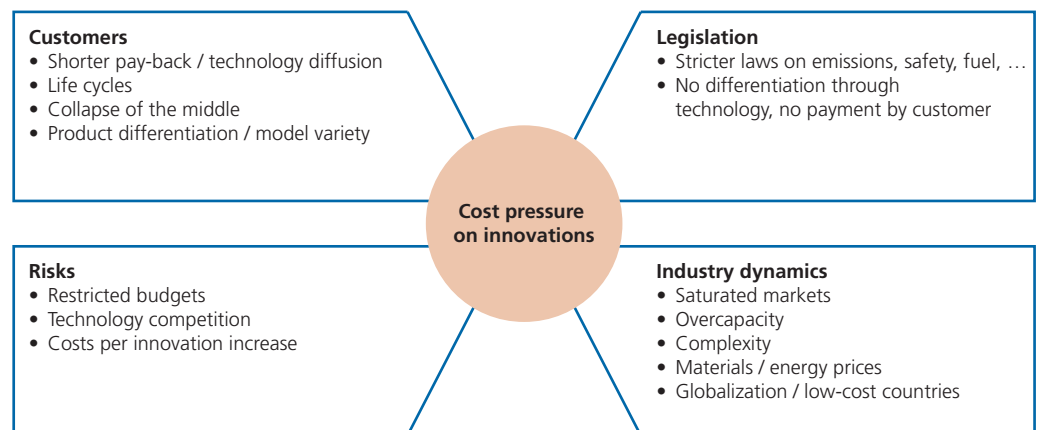 Customers
• Shorter pay-back / technology diffusion
• Life cycles
• Collapse of the middle
• Product differentiation / model variety
Legislation
• Stricter laws on emissions, safety, fuel, …
• No differentiation through
technology, no payment by customer
Cost pressure
on innovations
Risks
• Restricted budgets
• Technology competition
• Costs per innovation increase
Industry dynamics
• Saturated markets
• Overcapacity
• Complexity
• Materials / energy prices
• Globalization / low-cost countries